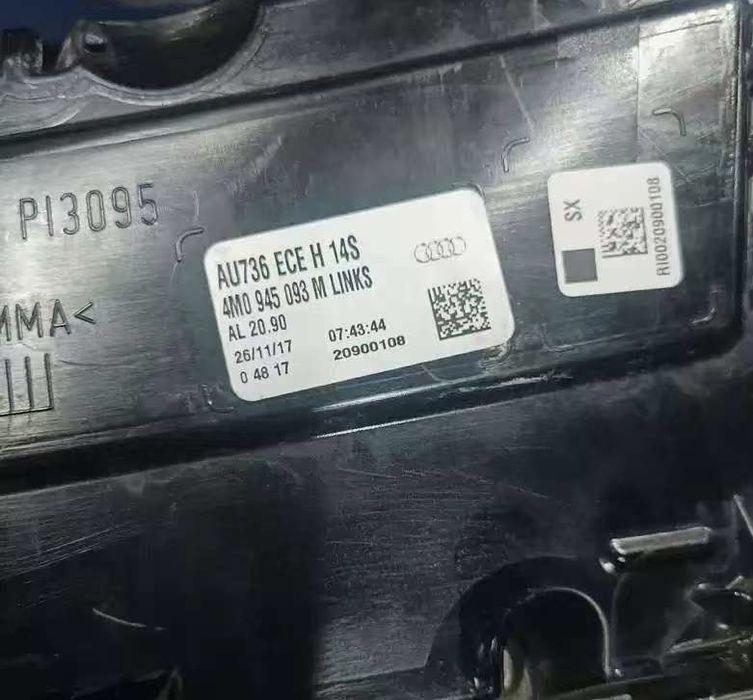 PI3095
MMA<
AU736 ECE H 14S
4M0 945 093 M LINKS
AL 20.90
26/11/17 07:43:44
0 48 17 20900108
SX
RI0020900108